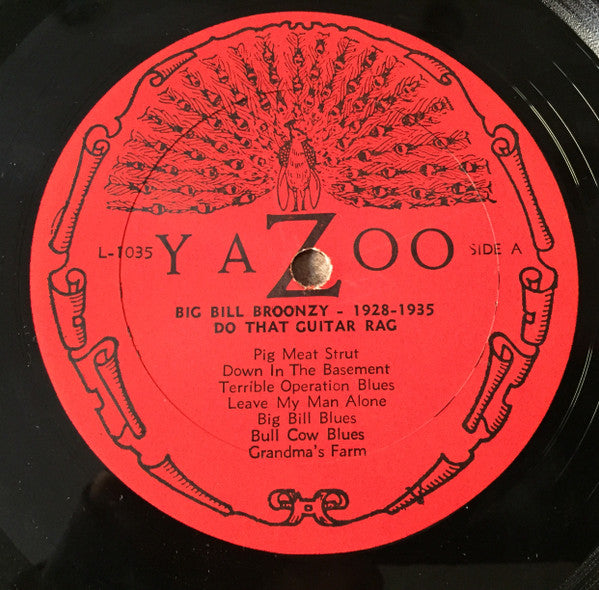 L-1035 YAZOO SIDE A
BIG BILL BROONZY - 1928-1935
DO THAT GUITAR RAG
Pig Meat Strut
Down In The Basement
Terrible Operation Blues
Leave My Man Alone
Big Bill Blues
Bull Cow Blues
Grandma's Farm